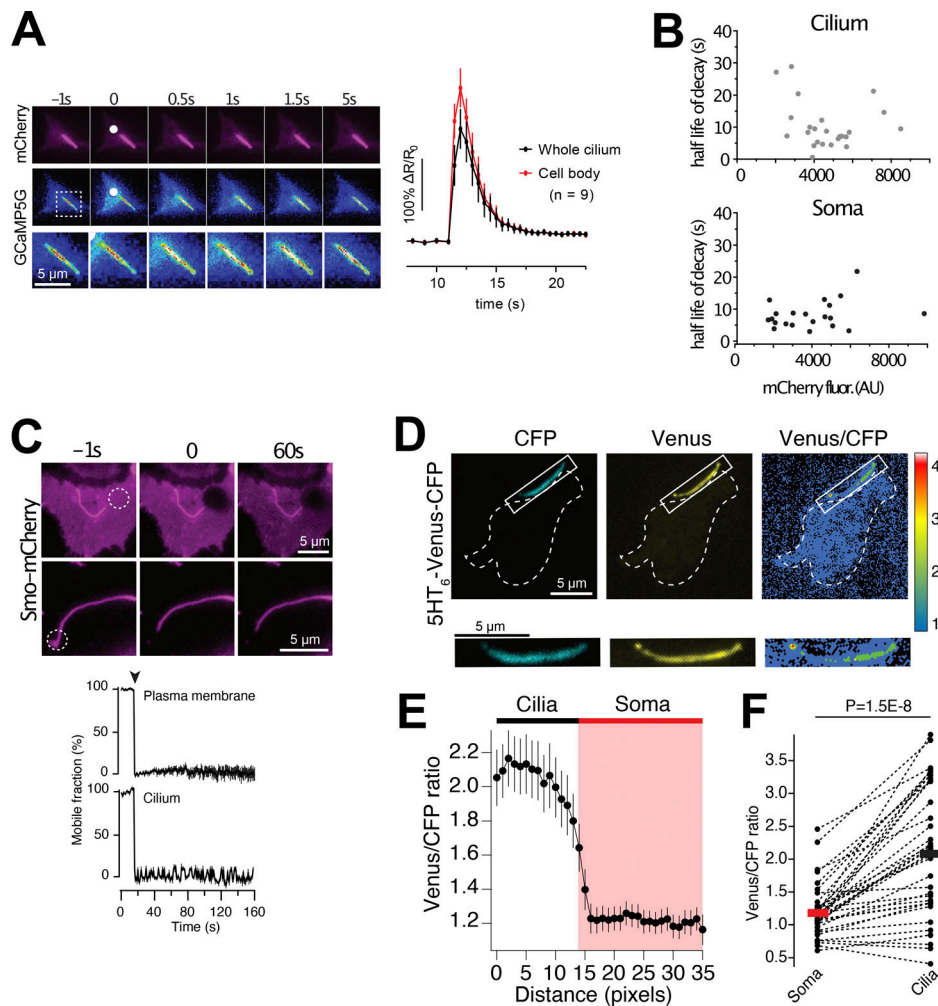 A
−1s 0 0.5s 1s 1.5s 5s
mCherry
GCaMP5G
5 µm
100% ΔR/R0
Whole cilium
Cell body
(n = 9)
10 15 20
time (s)
B
Cilium
half life of decay (s)
40
30
20
10
0
0 4000 8000
Soma
half life of decay (s)
40
30
20
10
0
0 4000 8000
mCherry fluor. (AU)
C
−1s 0 60s
Smo–mCherry
5 µm
5 µm
Mobile fraction (%)
100
50
0
Plasma membrane
100
50
0
Cilium
0 40 80 120 160
Time (s)
D
CFP Venus Venus/CFP
5HT6-Venus-CFP
5 µm
5 µm
4
3
2
1
E
Cilia Soma
Venus/CFP ratio
2.2
2.0
1.8
1.6
1.4
1.2
0 5 10 15 20 25 30 35
Distance (pixels)
F
P=1.5E-8
Venus/CFP ratio
3.5
3.0
2.5
2.0
1.5
1.0
0.5
Soma Cilia